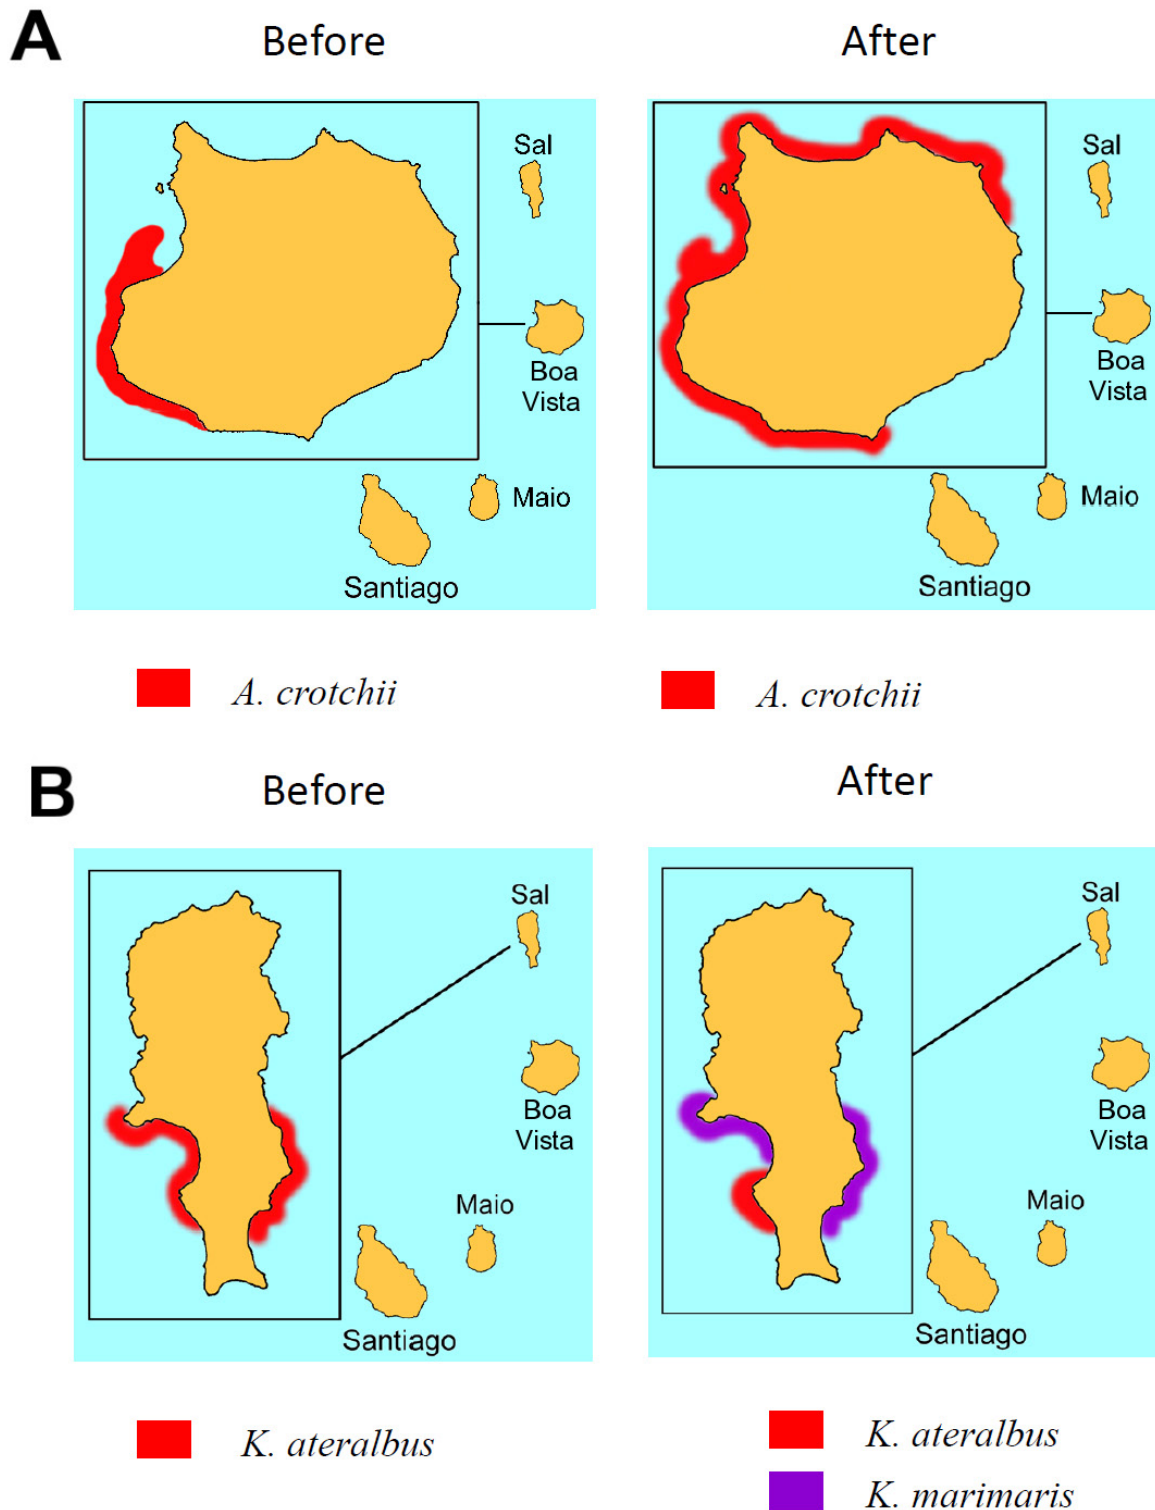 A
Before
After
Sal
Boa
Vista
Maio
Santiago
Sal
Boa
Vista
Maio
Santiago
A. crotchii
A. crotchii
B
Before
After
Sal
Boa
Vista
Maio
Santiago
Sal
Boa
Vista
Maio
Santiago
K. ateralbus
K. ateralbus
K. marimaris